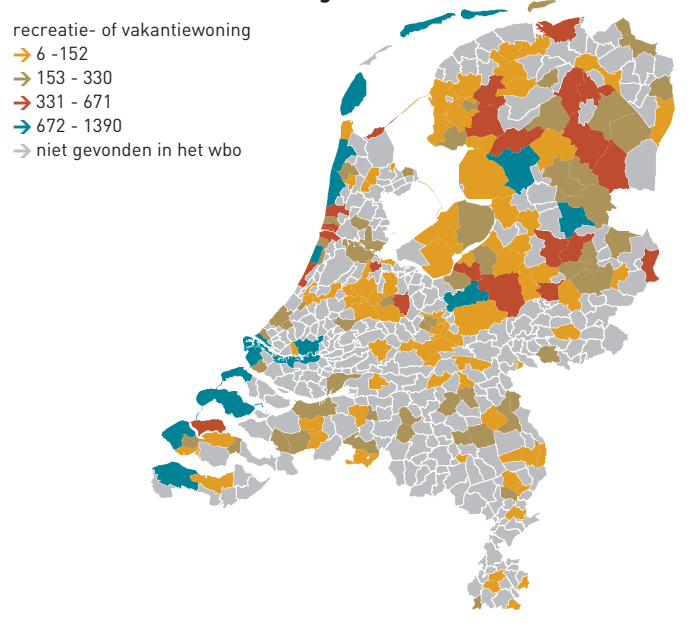 recreatie- of vakantiewoning
→ 6 -152
→ 153 - 330
→ 331 - 671
→ 672 - 1390
→ niet gevonden in het wbo